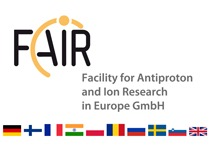 FAIR
Facility for Antiproton
and Ion Research
in Europe GmbH